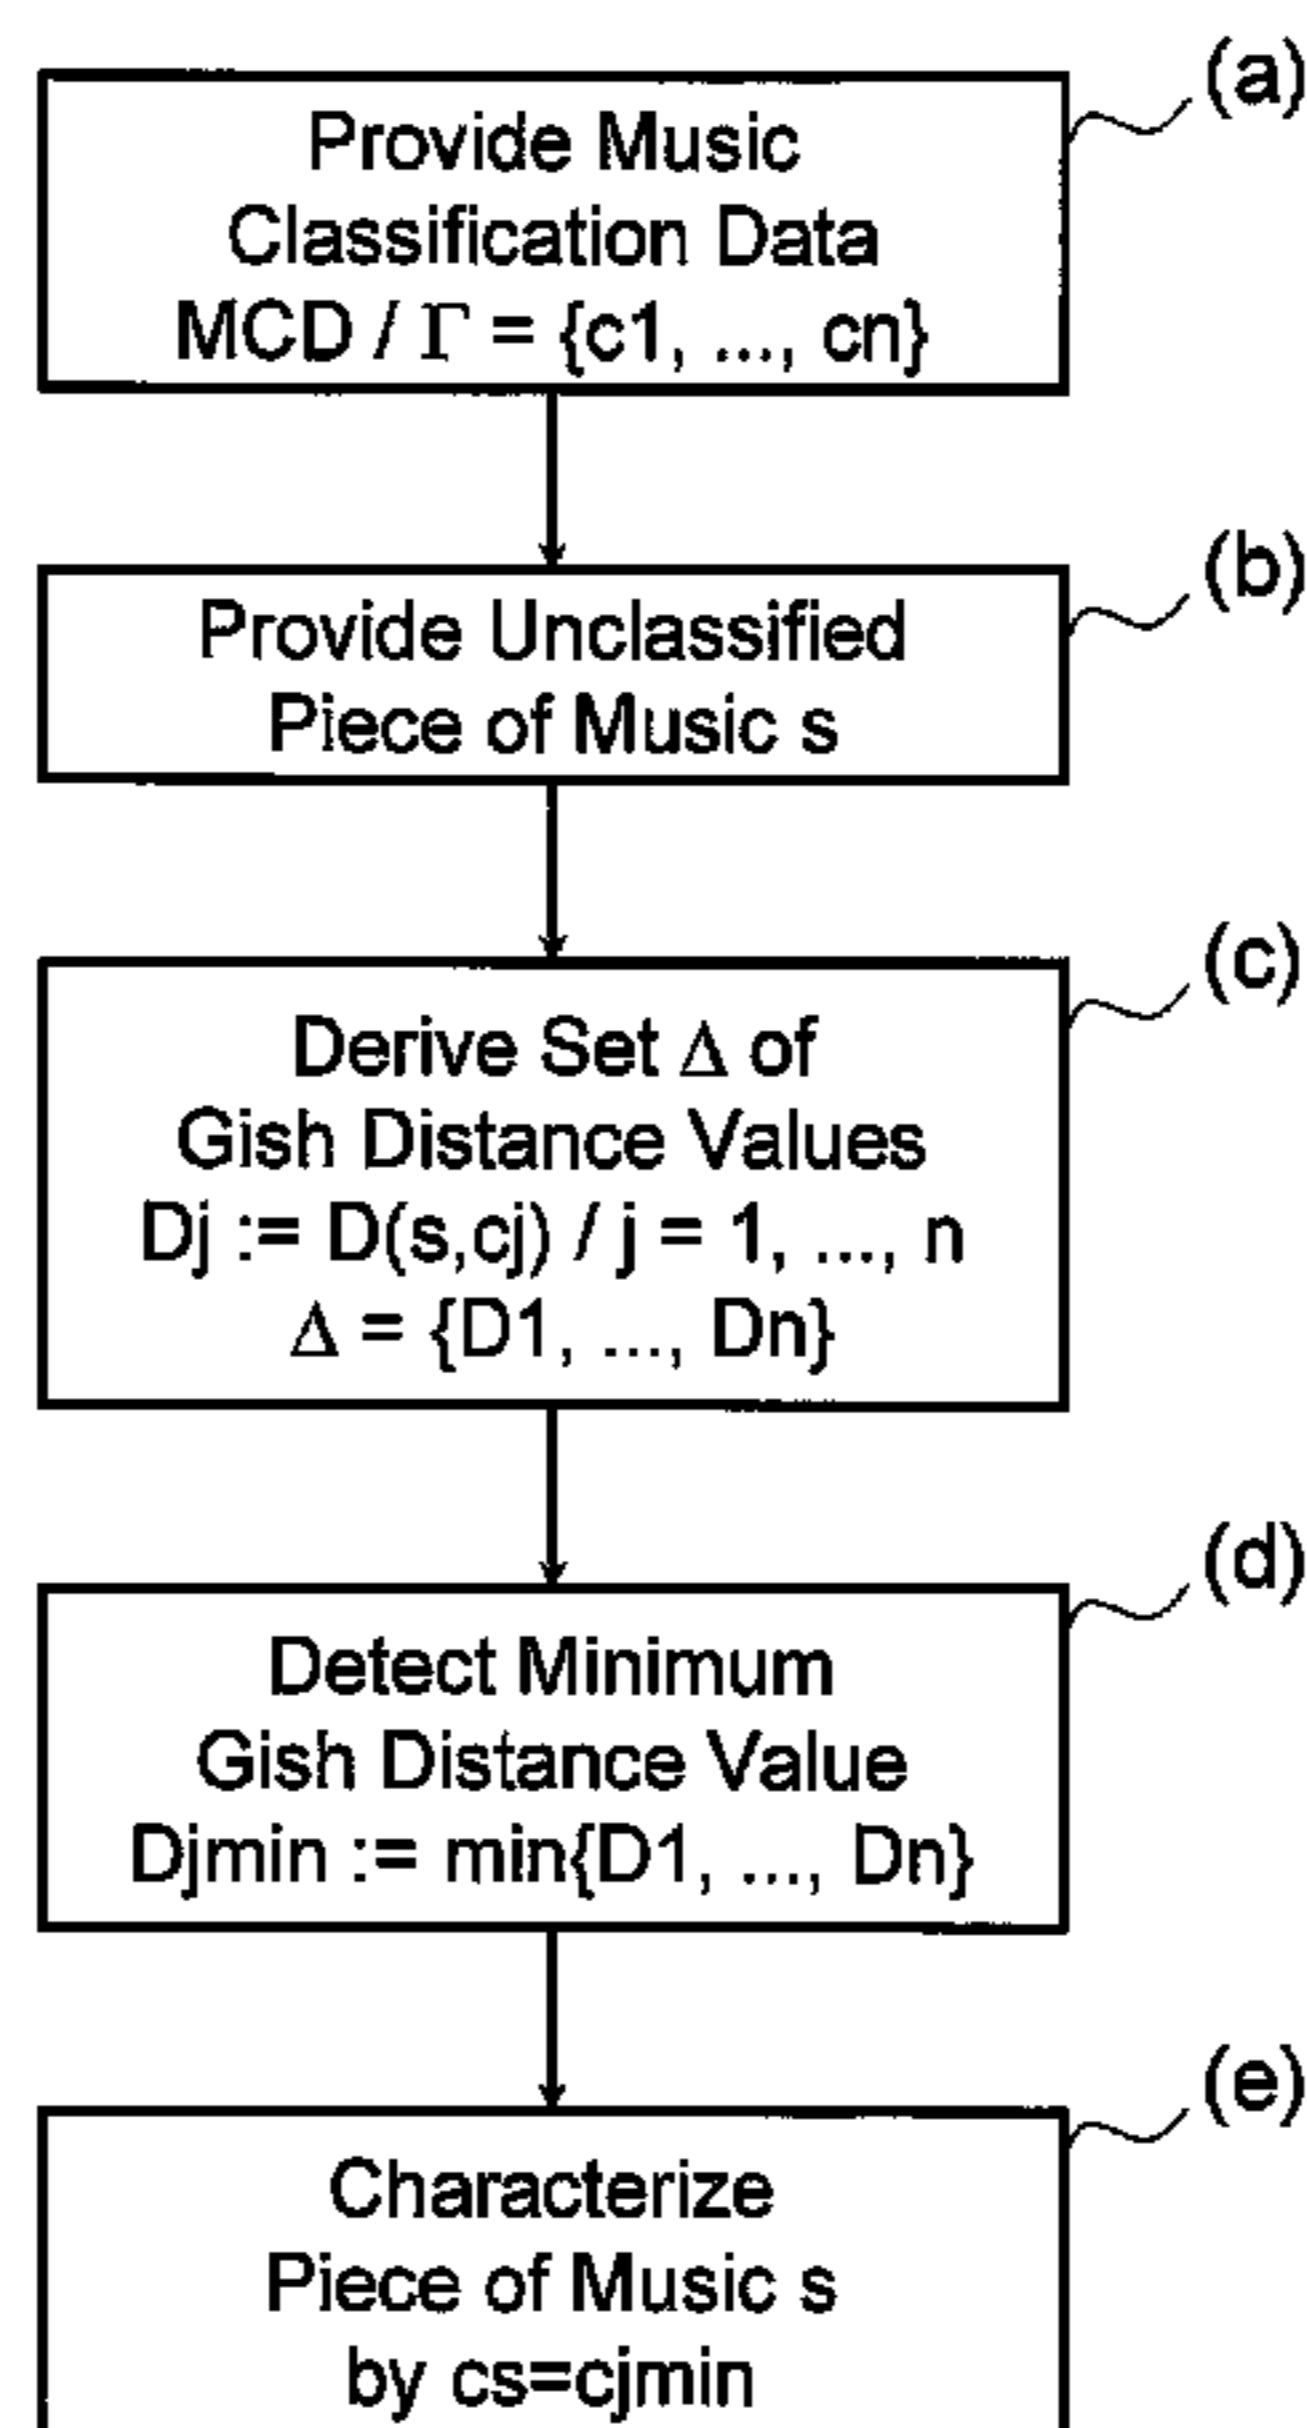 (a)
Provide Music
Classification Data
MCD / Γ = {c1, ..., cn}
(b)
Provide Unclassified
Piece of Music s
(c)
Derive Set Δ of
Gish Distance Values
Dj := D(s,cj) / j = 1, ..., n
Δ = {D1, ..., Dn}
(d)
Detect Minimum
Gish Distance Value
Djmin := min{D1, ..., Dn}
(e)
Characterize
Piece of Music s
by cs=cjmin